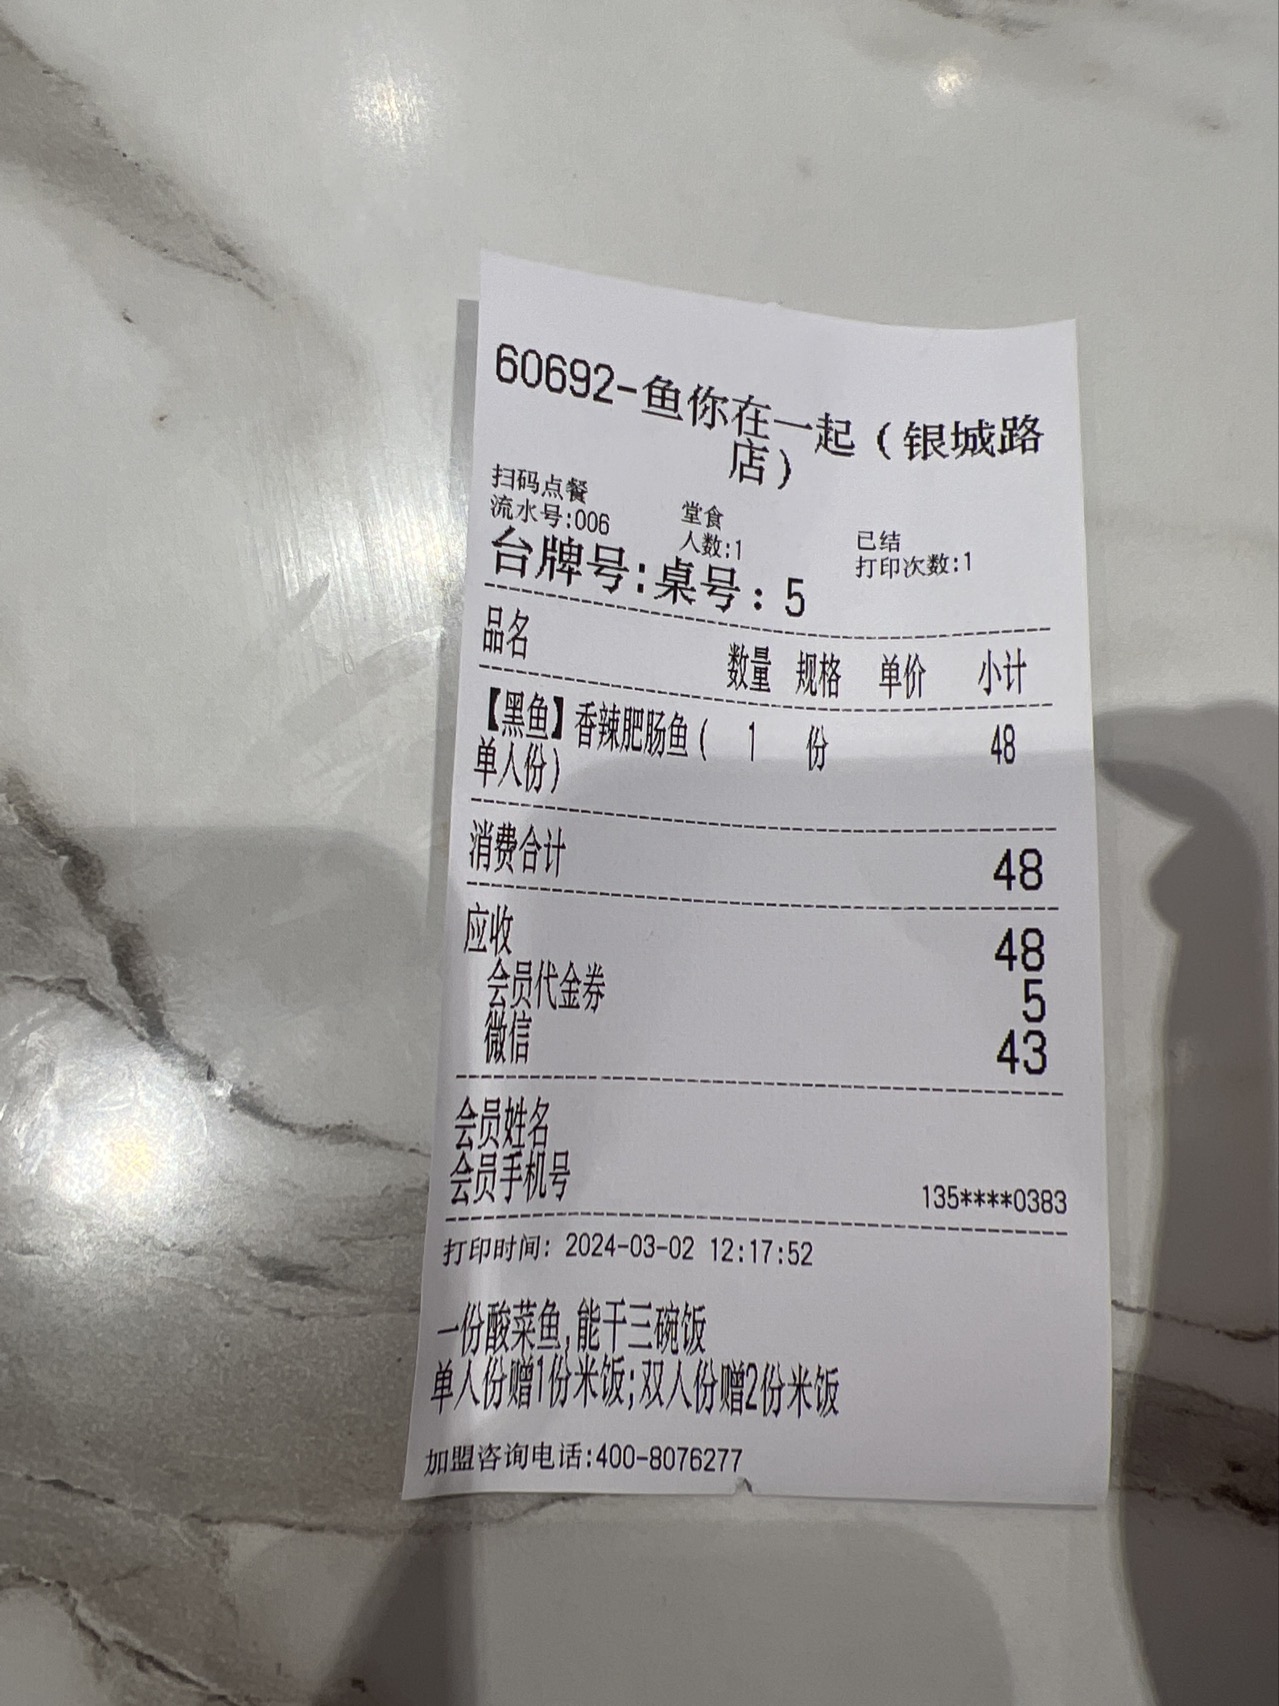 60692-鱼你在一起（银城路
店）
扫码点餐 堂食 已结
流水号:006 人数:1 打印次数:1
台牌号:桌号：5
品名 数量 规格 单价 小计
【黑鱼】香辣肥肠鱼( 1 份 48
单人份)
消费合计 48
应收 48
会员代金券 5
微信 43
会员姓名
会员手机号 135****0383
打印时间: 2024-03-02 12:17:52
一份酸菜鱼,能干三碗饭
单人份赠1份米饭;双人份赠2份米饭
加盟咨询电话:400-8076277